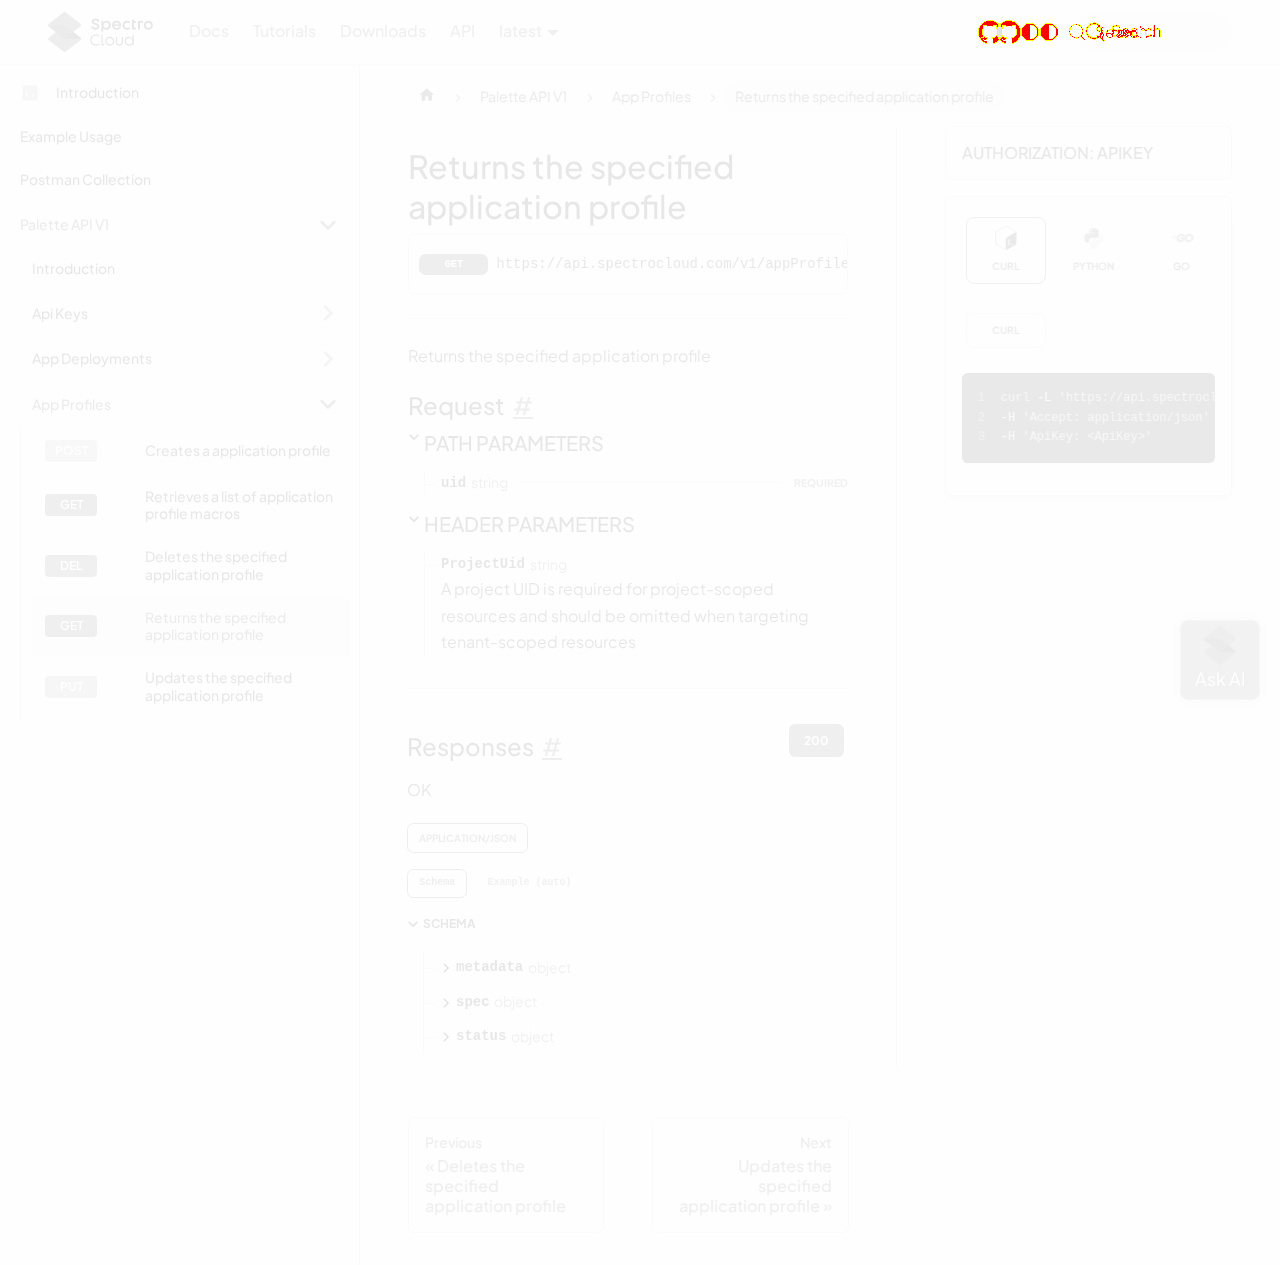 Spectro
Cloud
Docs
Tutorials
Downloads
API
latest
Introduction
Example Usage
Postman Collection
Palette API V1
Introduction
Api Keys
App Deployments
App Profiles
POST
Creates a application profile
GET
Retrieves a list of application
profile macros
DEL
Deletes the specified
application profile
GET
Returns the specified
application profile
PUT
Updates the specified
application profile
Palette API V1
App Profiles
Returns the specified application profile
Returns the specified
application profile
GET
https://api.spectrocloud.com/v1/appProfile
Returns the specified application profile
Request #
PATH PARAMETERS
uid string
REQUIRED
HEADER PARAMETERS
ProjectUid string
A project UID is required for project-scoped
resources and should be omitted when targeting
tenant-scoped resources
Responses #
200
OK
APPLICATION/JSON
Schema
Example (auto)
SCHEMA
metadata object
spec object
status object
Previous
« Deletes the
specified
application profile
Next
Updates the
specified
application profile »
AUTHORIZATION: APIKEY
CURL
PYTHON
GO
GO
CURL
1 curl -L 'https://api.spectrocl
2 -H 'Accept: application/json'
3 -H 'ApiKey: <ApiKey>'
Ask AI